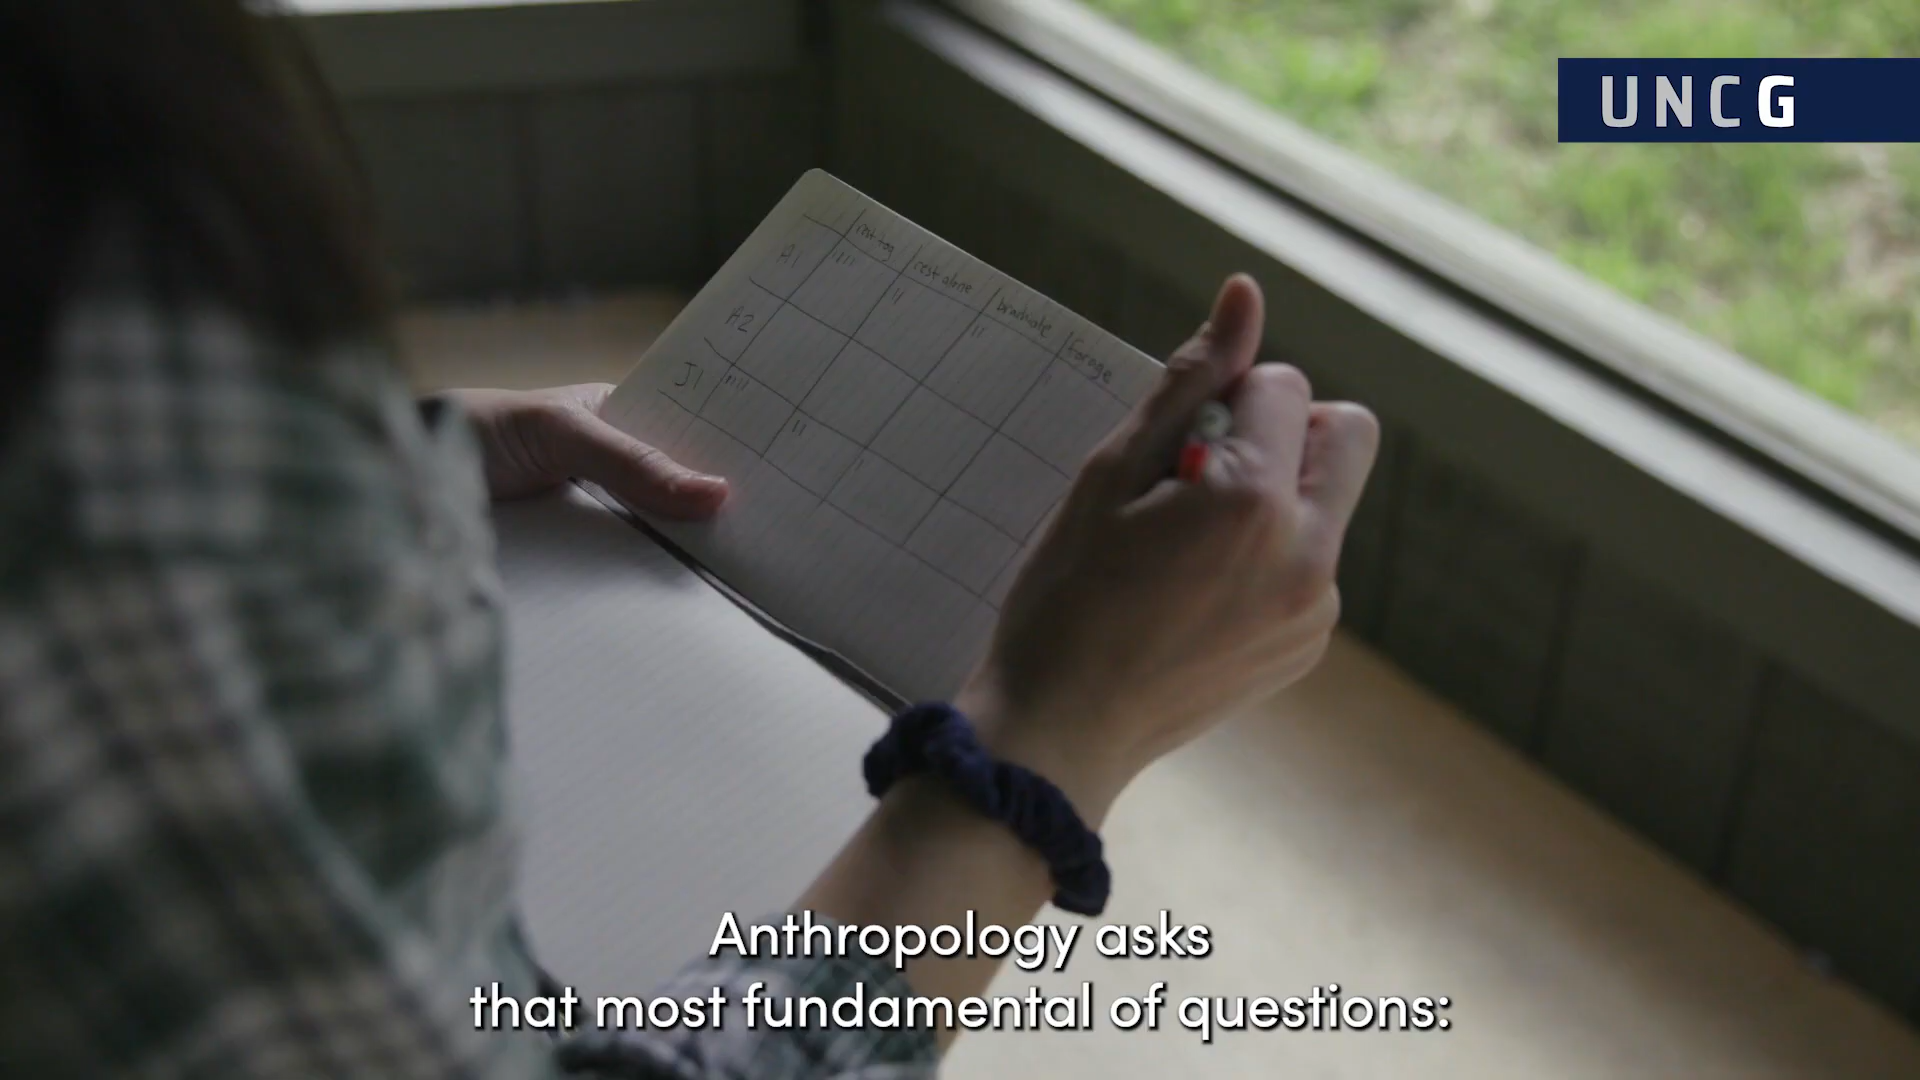 UNCG
rest tog
rest alone
brachiate
forage
A1
A2
J1
Anthropology asks
that most fundamental of questions: